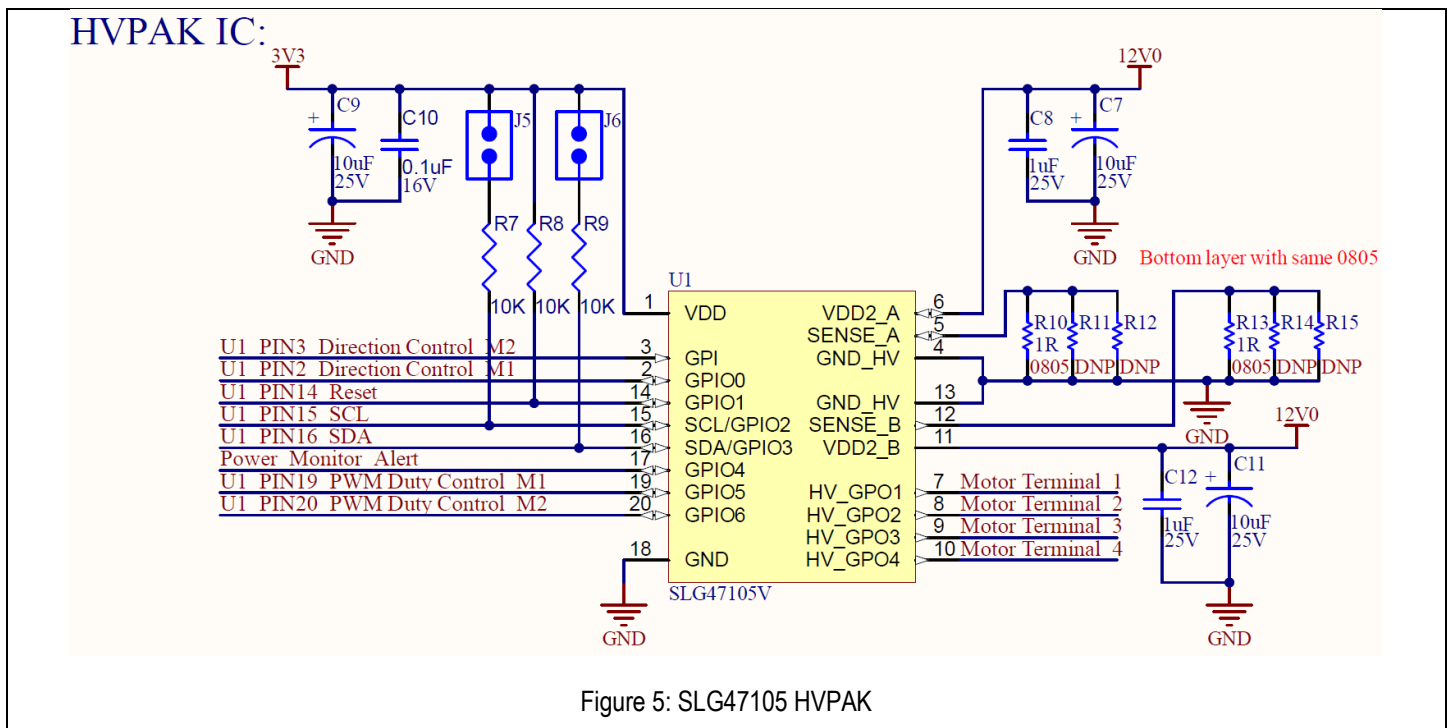 HVPAK IC:
3V3
12V0
C9
C10
J5
J6
C8
C7
+
+
10uF
25V
0.1uF
16V
1uF
25V
10uF
25V
GND
R7
R8
R9
GND
Bottom layer with same 0805
10K
10K
10K
U1
1
VDD
VDD2_A
6
SENSE_A
5
R10
R11
R12
1R
0805
DNP
DNP
R13
R14
R15
1R
0805
DNP
DNP
U1 PIN3 Direction Control M2
3
GPI
GND_HV
4
U1 PIN2 Direction Control M1
2
GPIO0
U1 PIN14 Reset
14
GPIO1
GND_HV
13
U1 PIN15 SCL
15
SCL/GPIO2
SENSE_B
12
GND
12V0
U1 PIN16 SDA
16
SDA/GPIO3
VDD2_B
11
Power Monitor Alert
17
GPIO4
U1 PIN19 PWM Duty Control M1
19
GPIO5
HV_GPO1
7
Motor Terminal 1
U1 PIN20 PWM Duty Control M2
20
GPIO6
HV_GPO2
8
Motor Terminal 2
HV_GPO3
9
Motor Terminal 3
18
GND
HV_GPO4
10
Motor Terminal 4
C12
+
C11
1uF
25V
10uF
25V
SLG47105V
GND
GND
Figure 5: SLG47105 HVPAK